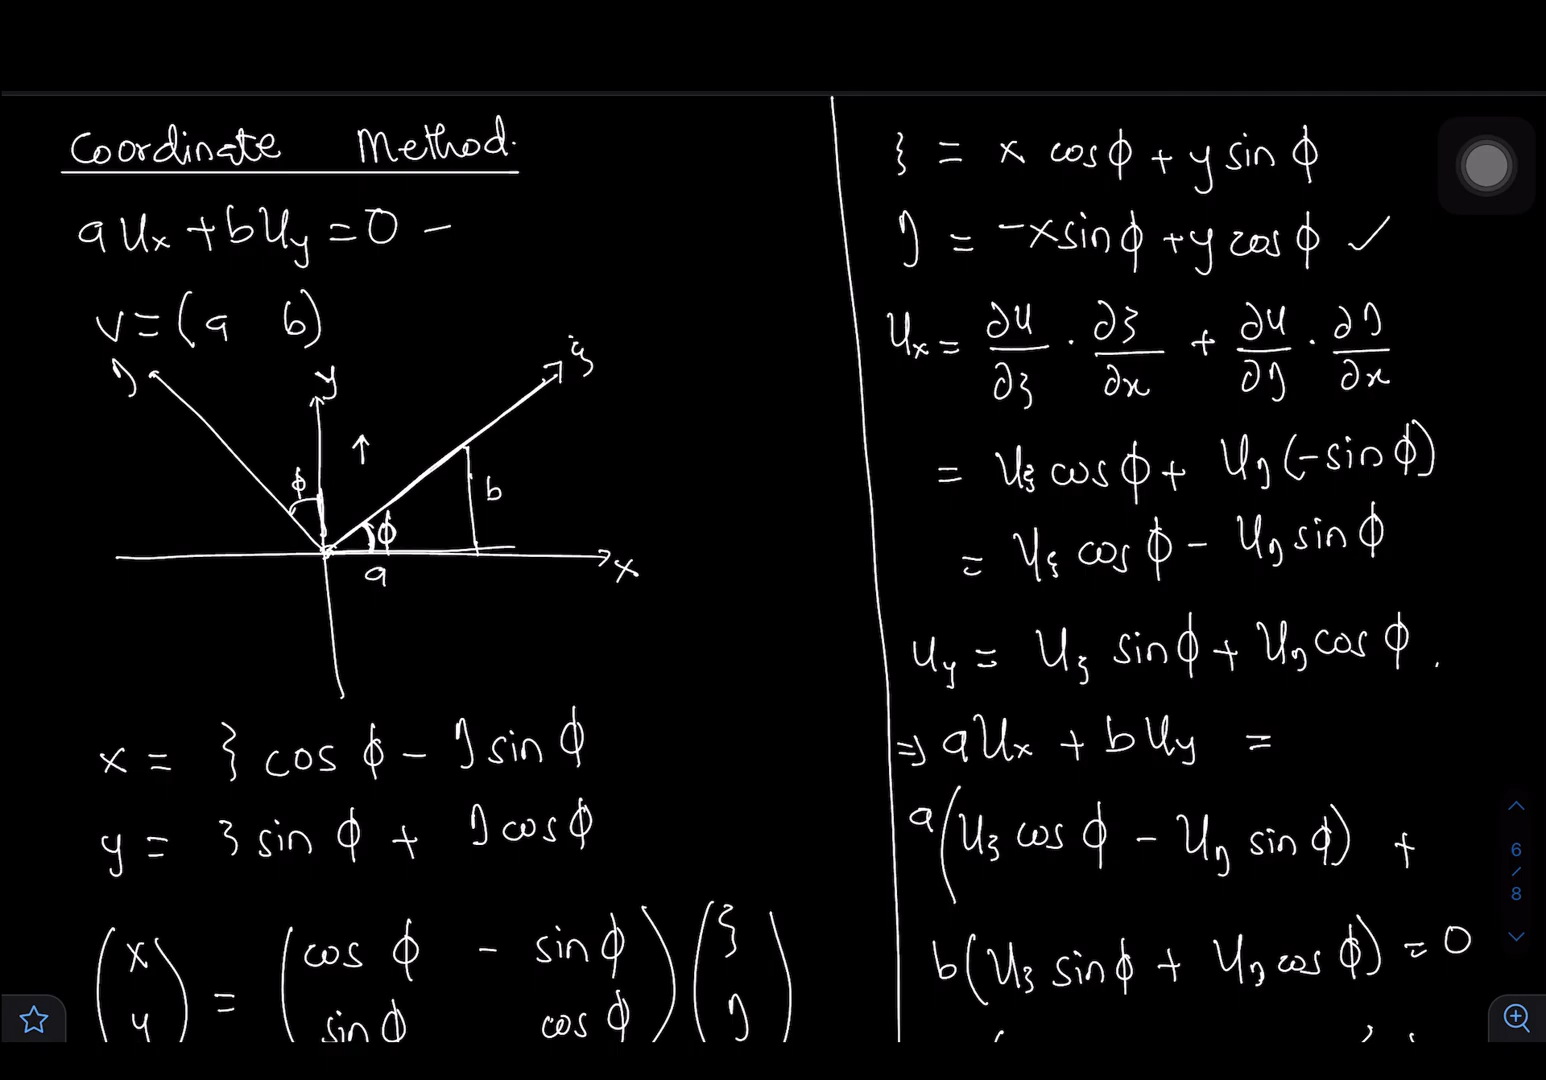 Coordinate Method.
aUx + bUy = 0 -
v = (a b)
η y ξ
ϕ ↑ b
ϕ
a x
x = ξ cos ϕ - η sin ϕ
y = ξ sin ϕ + η cos ϕ
(x y) = (cos ϕ - sin ϕ sin ϕ cos ϕ) (ξ η)
ξ = x cos ϕ + y sin ϕ
η = -x sin ϕ + y cos ϕ ✓
Ux = ∂U/∂ξ · ∂ξ/∂x + ∂U/∂η · ∂η/∂x
= Uξ cos ϕ + Uη (-sin ϕ)
= Uξ cos ϕ - Uη sin ϕ
Uy = Uξ sin ϕ + Uη cos ϕ .
⇒ aUx + bUy =
a(Uξ cos ϕ - Uη sin ϕ) +
b(Uξ sin ϕ + Uη cos ϕ) = 0
6
/
8